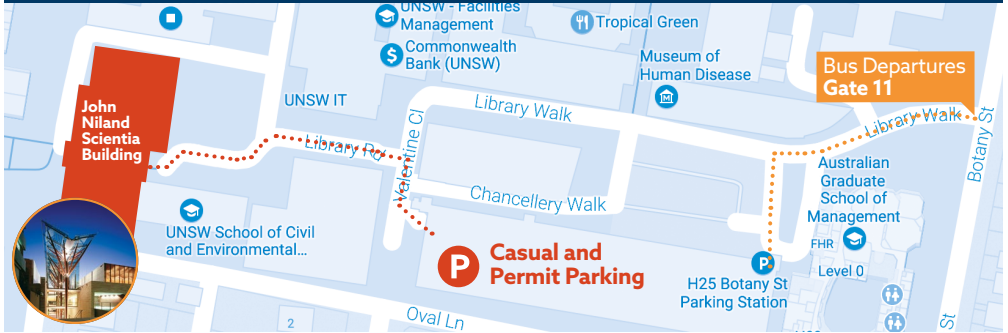 UNSW - Facilities
Management
Tropical Green
Commonwealth
Bank (UNSW)
$
Museum of
Human Disease
Bus Departures
Gate 11
John
Niland
Scientia
Building
UNSW IT
Library Walk
Library Walk
Library Rd
Valentine Cl
Botany St
Chancellery Walk
Australian
Graduate
School of
Management
UNSW School of Civil
and Environmental...
P
Casual and
Permit Parking
FHR
Level 0
P
H25 Botany St
Parking Station
Oval Ln
2
St